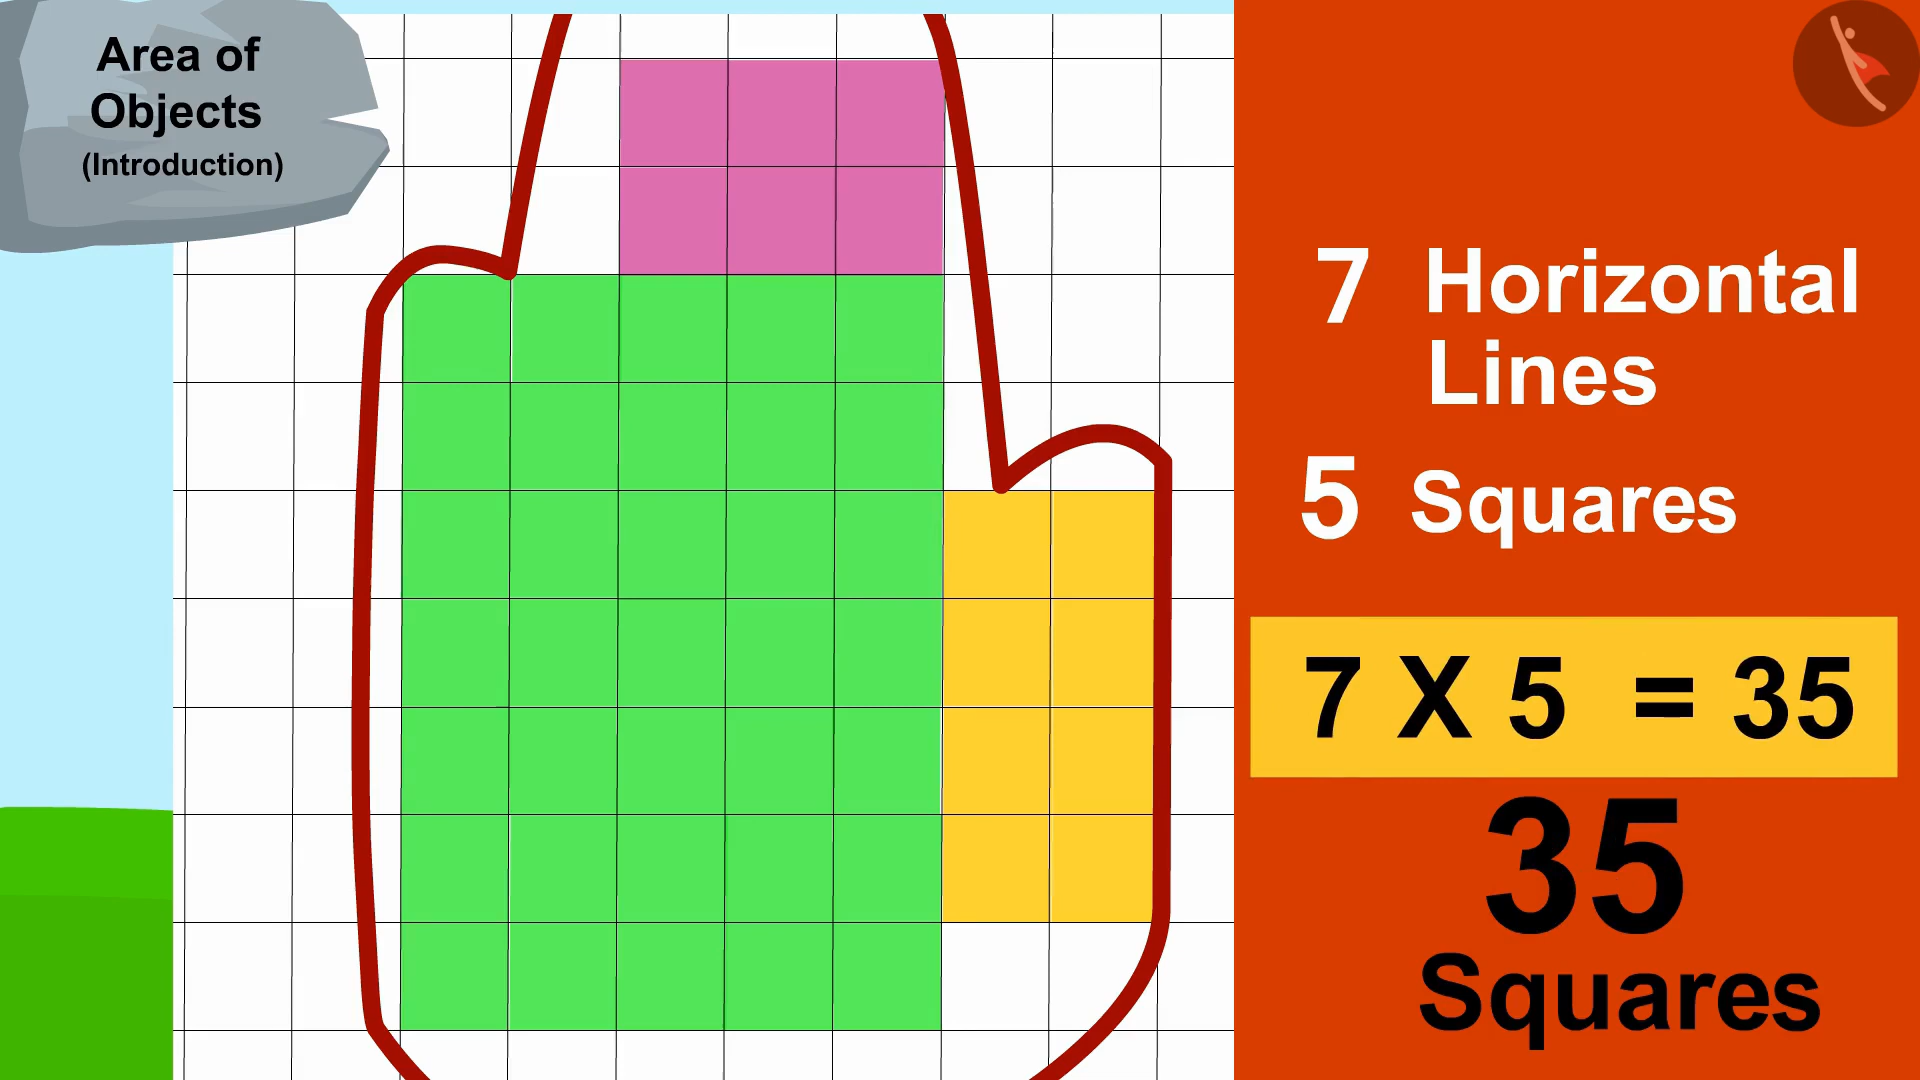 Area of
Objects
(Introduction)
7 Horizontal
Lines
5 Squares
7 X 5 = 35
35
Squares